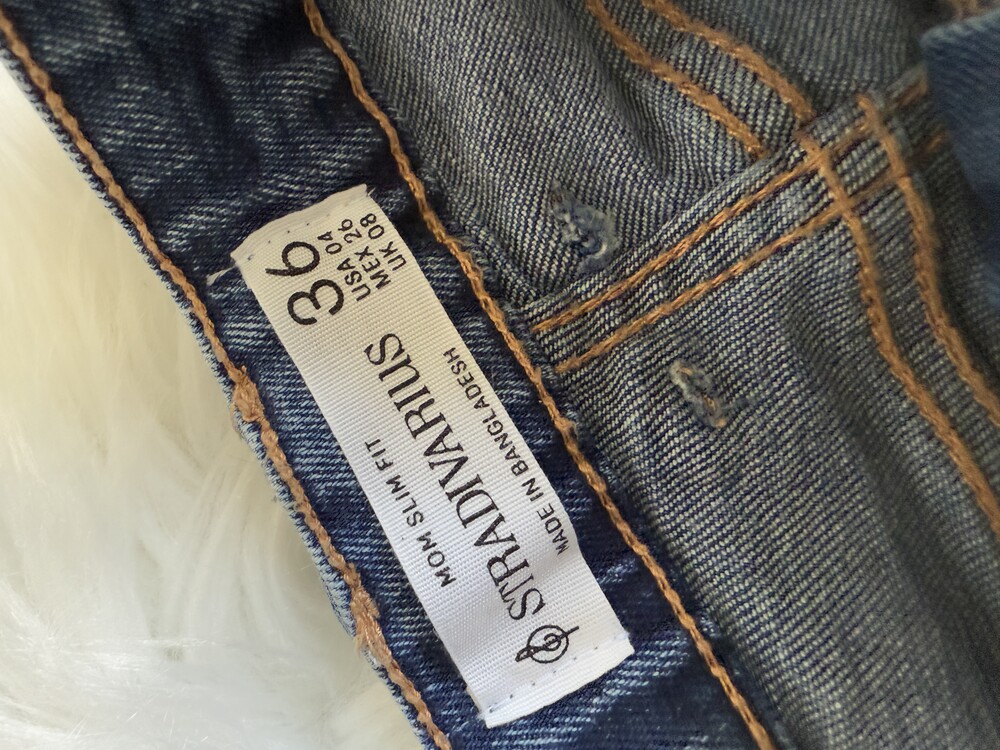 MOM SLIM FIT
STRADIVARIUS
MADE IN BANGLADESH
36
USA 04
MEX 26
UK 08